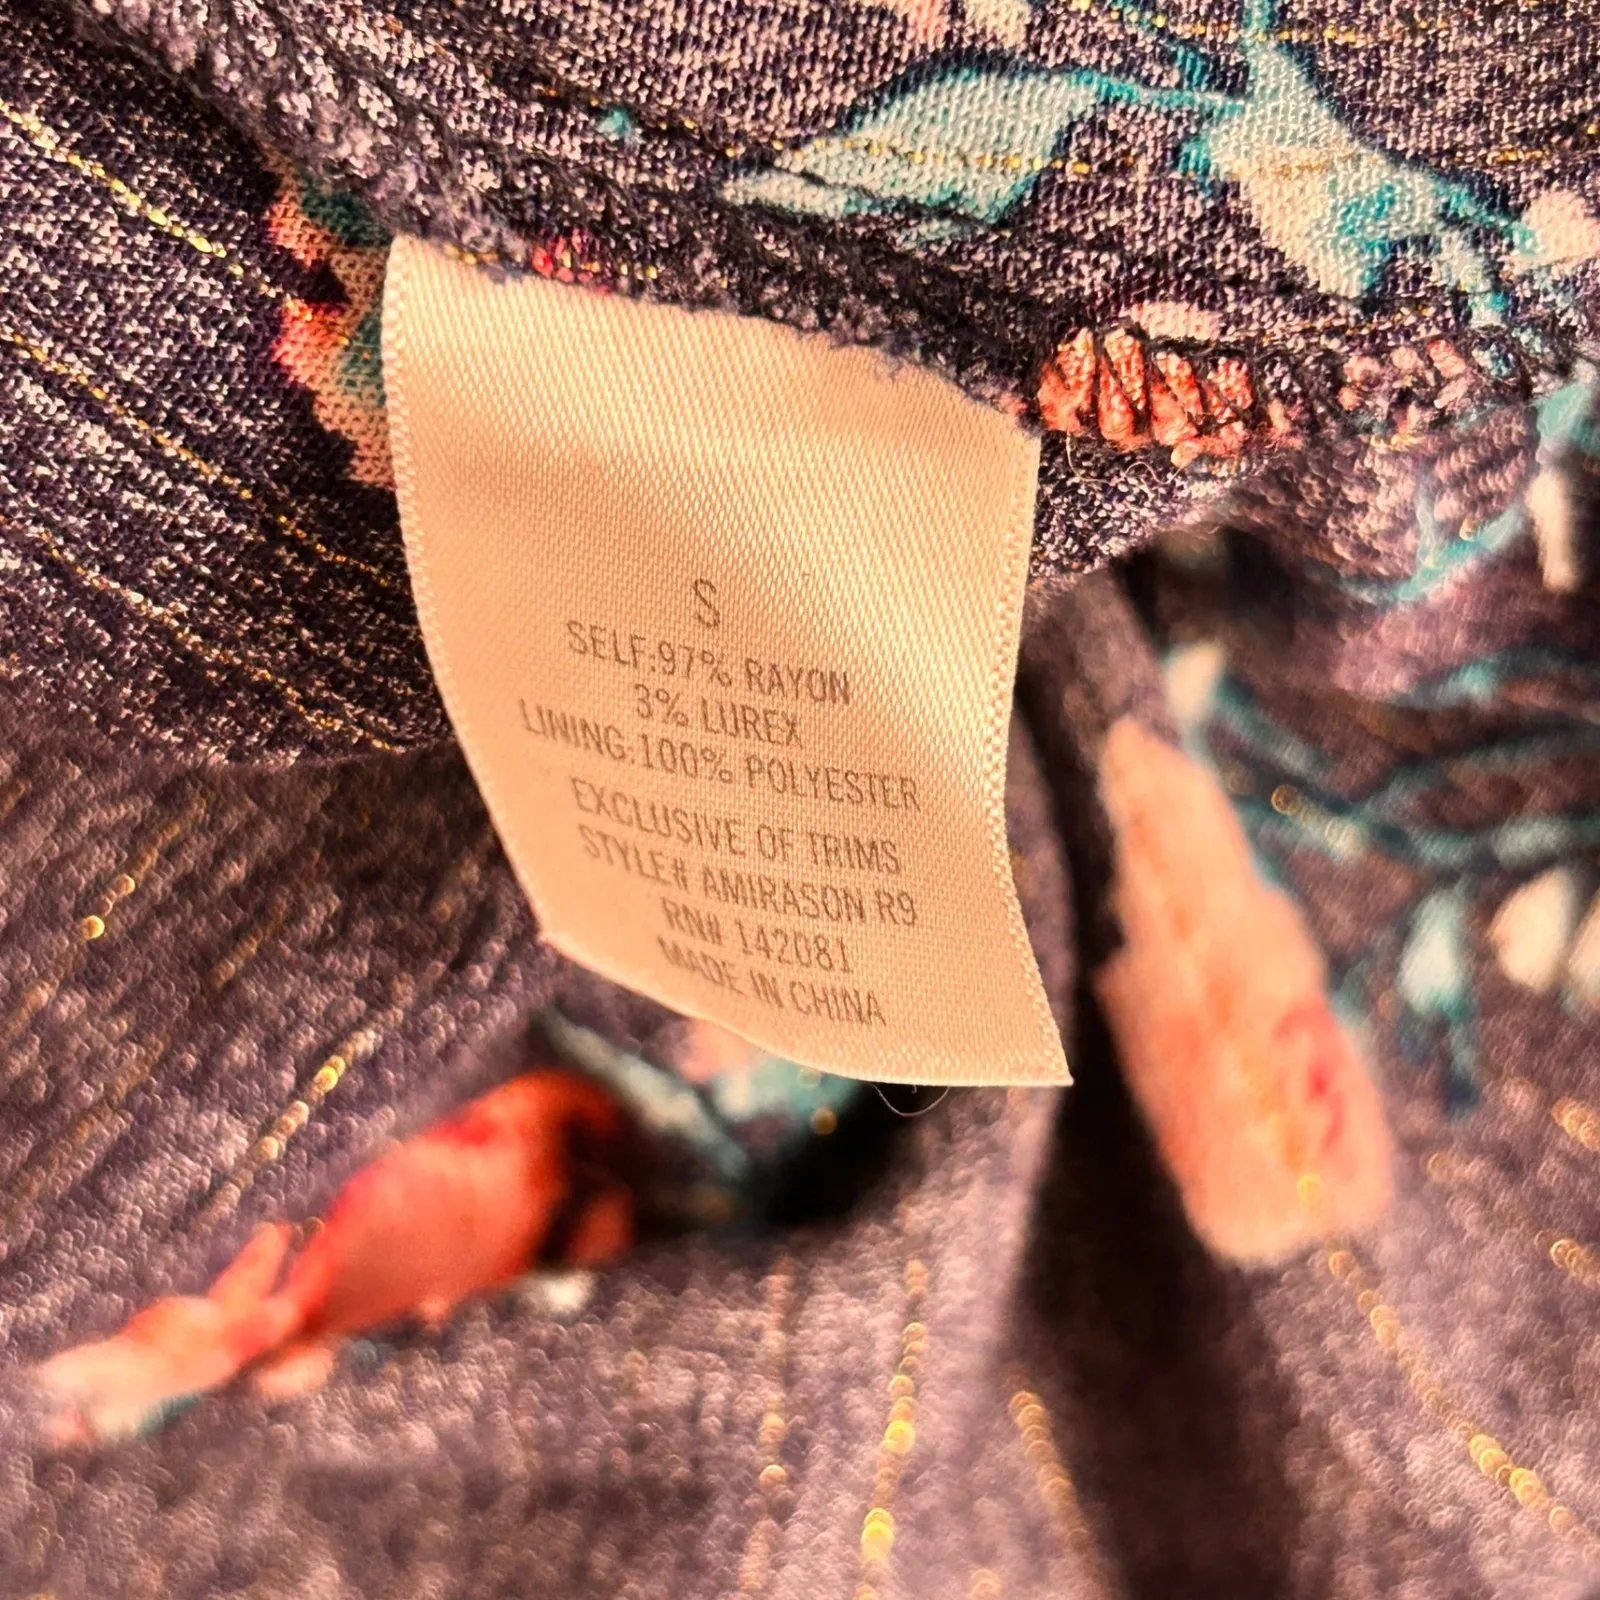 S
SELF:97% RAYON
3% LUREX
LINING:100% POLYESTER
EXCLUSIVE OF TRIMS
STYLE# AMIRASON R9
RN# 142081
MADE IN CHINA